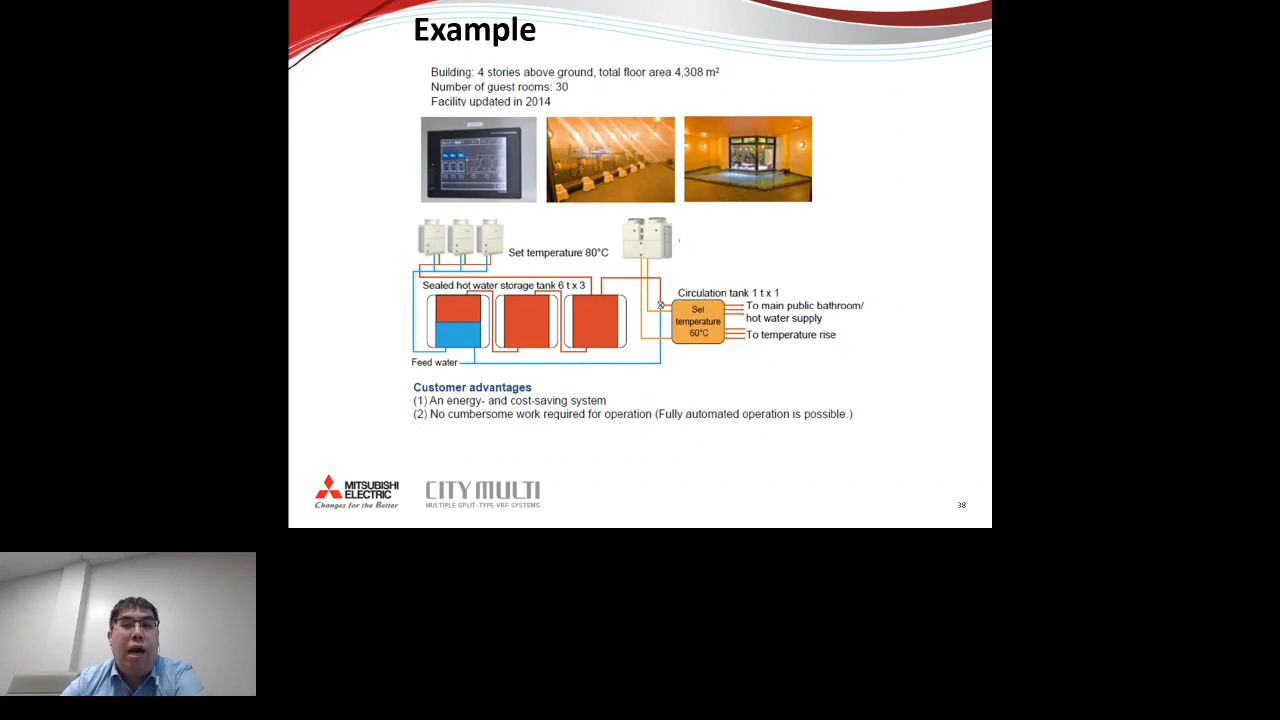 Example
Building: 4 stories above ground, total floor area 4,308 m²
Number of guest rooms: 30
Facility updated in 2014
Set temperature 80°C
Sealed hot water storage tank 6 t x 3
Circulation tank 1 t x 1
Set
temperature
60°C
To main public bathroom/
hot water supply
To temperature rise
Feed water
Customer advantages
(1) An energy- and cost-saving system
(2) No cumbersome work required for operation (Fully automated operation is possible.)
MITSUBISHI
ELECTRIC
Changes for the Better
CITY MULTI
MULTIPLE SPLIT-TYPE VRF SYSTEMS
38